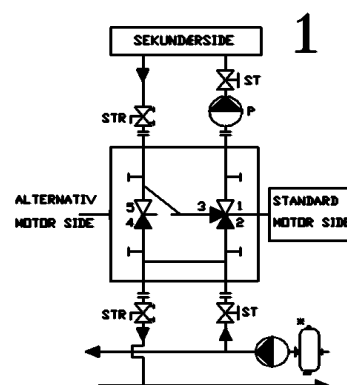 1
SEKUNDERSIDE
ST
STR
P
ALTERNATIV
MOTOR SIDE
5
4
3
1
2
STANDARD
MOTOR SIDE
STR
ST
*